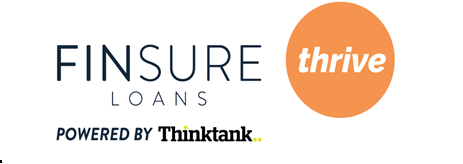 FINSURE
LOANS
thrive
POWERED BY Thinktank..